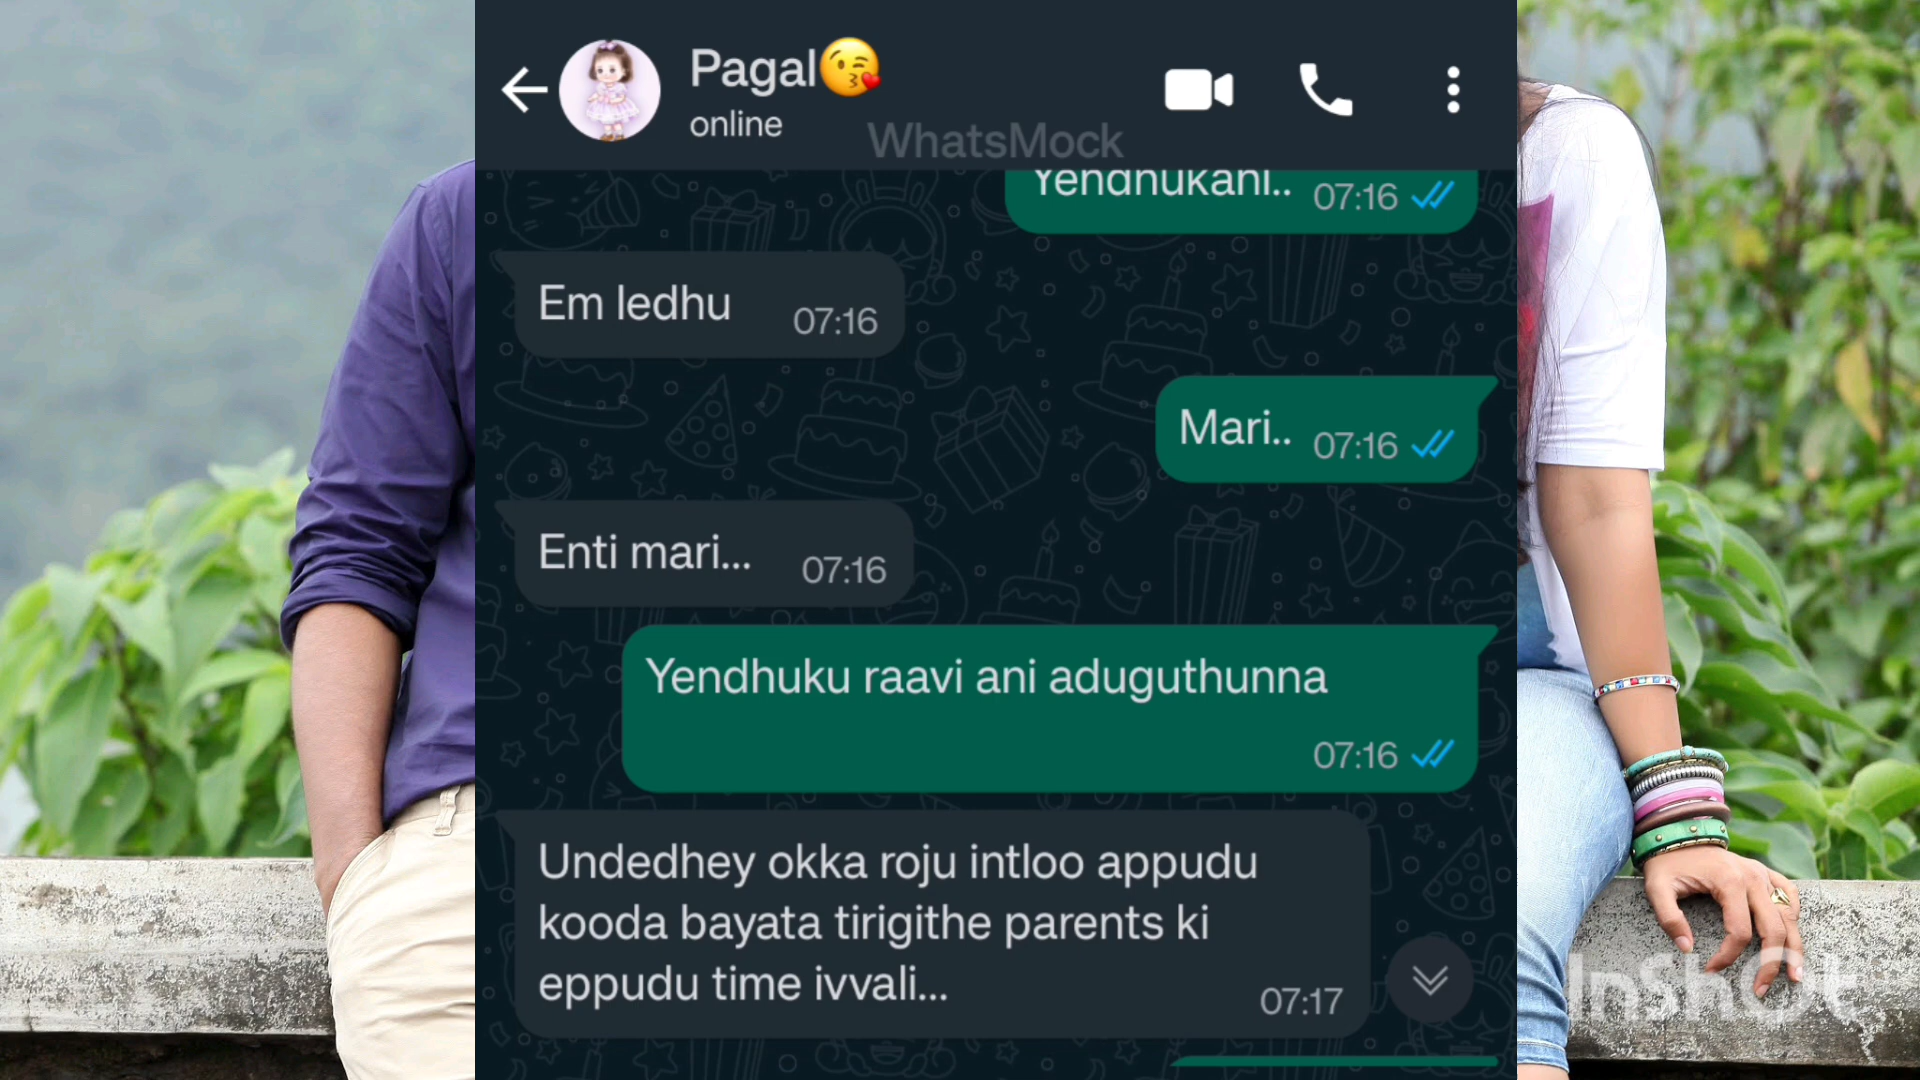 Pagal😘
online
WhatsMock
Yendhukani.. 07:16
Em ledhu 07:16
Mari.. 07:16
Enti mari... 07:16
Yendhuku raavi ani aduguthunna
07:16
Undedhey okka roju intloo appudu
kooda bayata tirigithe parents ki
eppudu time ivvali... 07:17
InShOt